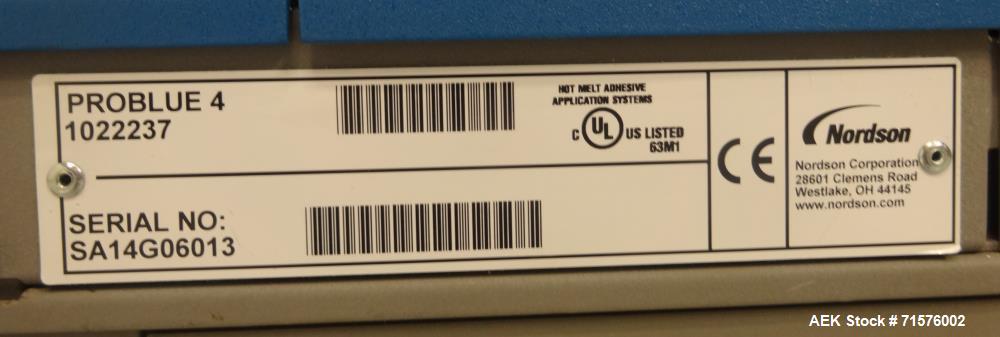 PROBLUE 4
1022237
HOT MELT ADHESIVE
APPLICATION SYSTEMS
C UL US LISTED
63M1
SERIAL NO:
SA14G06013
CE
Nordson
Nordson Corporation
28601 Clemens Road
Westlake, OH 44145
www.nordson.com
AEK Stock # 71576002